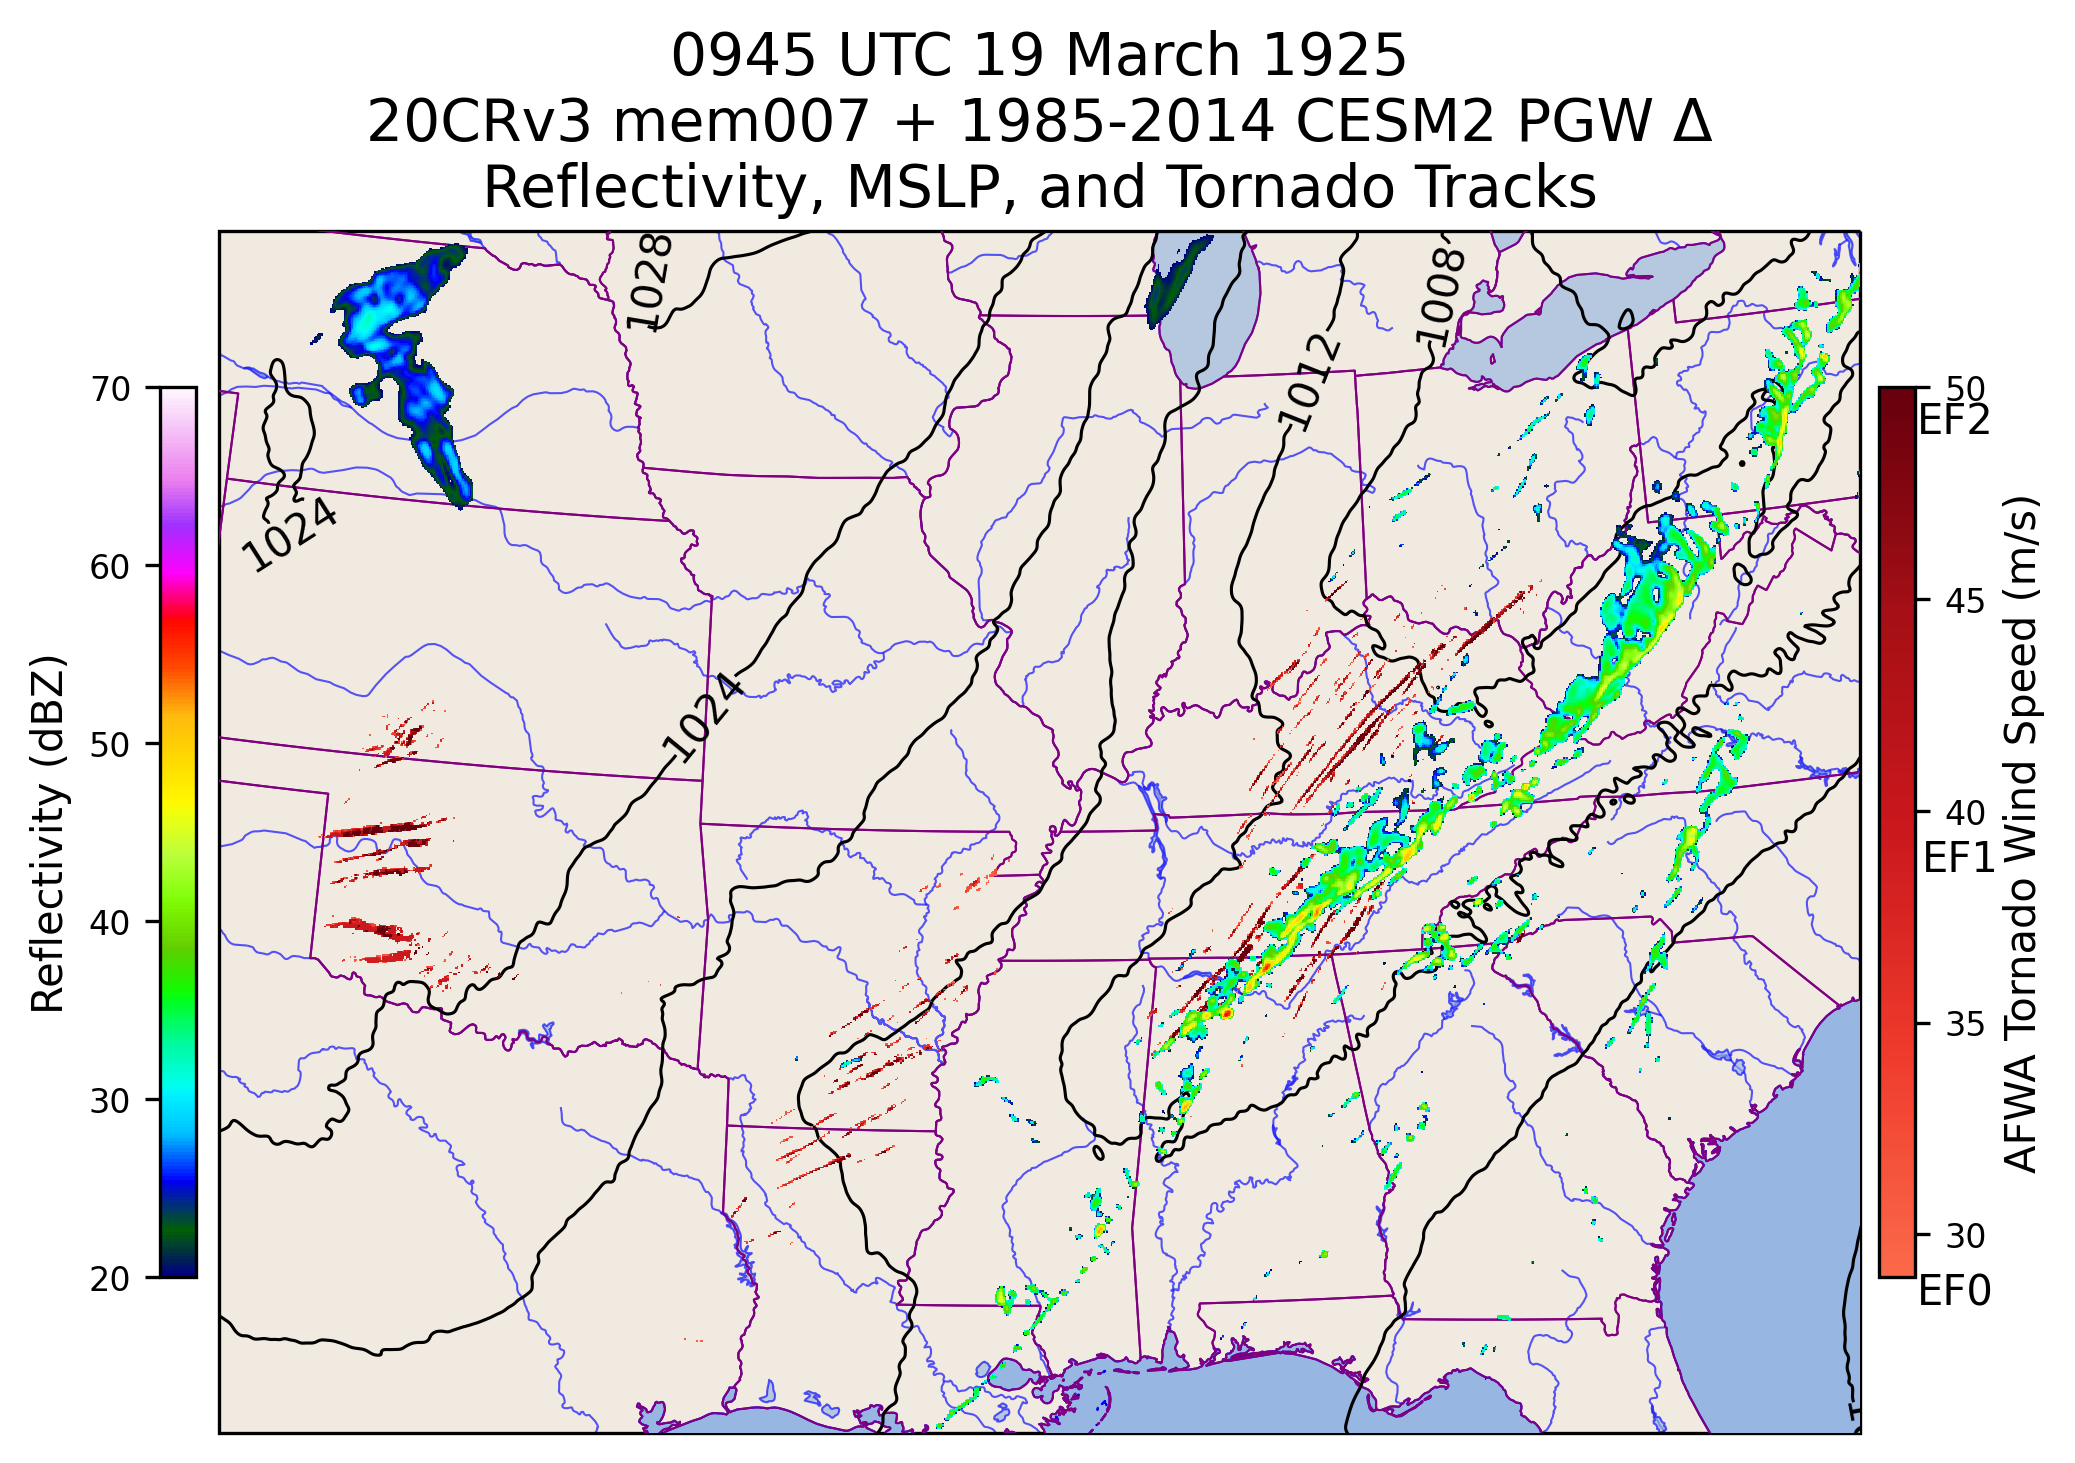 0945 UTC 19 March 1925
20CRv3 mem007 + 1985-2014 CESM2 PGW Δ
Reflectivity, MSLP, and Tornado Tracks
1028
1008
1012
1024
1024
70
60
50
40
30
20
Reflectivity (dBZ)
50
EF2
45
40
EF1
35
30
EF0
AFWA Tornado Wind Speed (m/s)